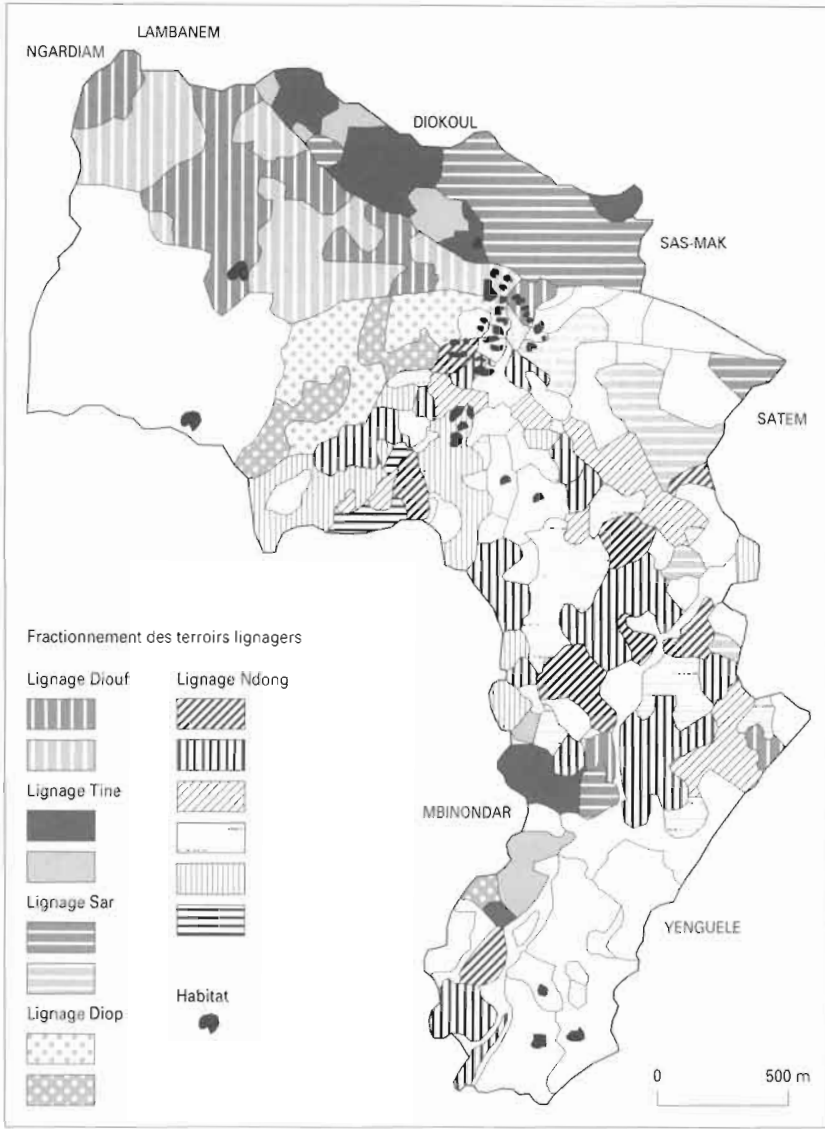 LAMBANEM
NGARDIAM
DIOKOUL
SAS-MAK
SATEM
MBINONDAR
YENGUELE
Fractionnement des terroirs lignagers
Lignage Diouf
Lignage Tine
Lignage Sar
Lignage Diop
Lignage Ndong
Habitat
0 500 m